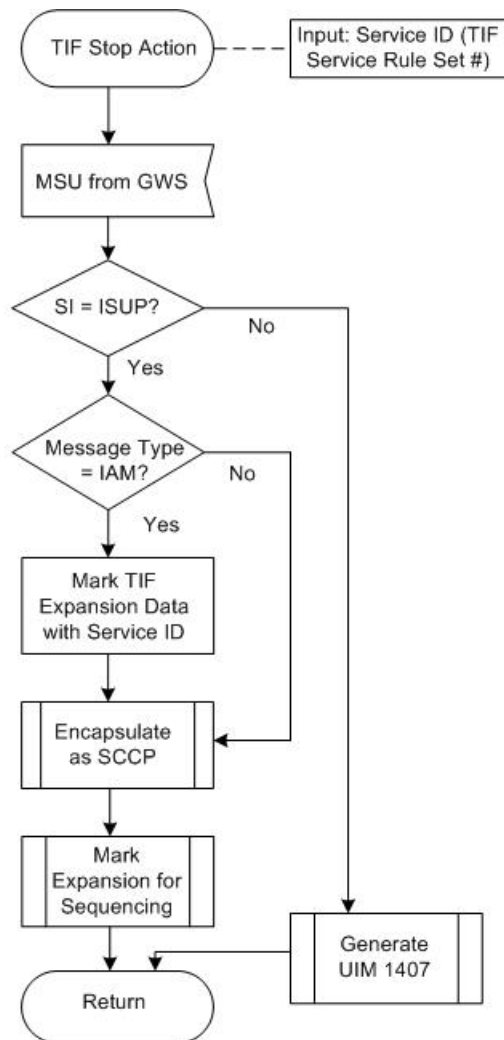 TIF Stop Action
Input: Service ID (TIF
Service Rule Set #)
MSU from GWS
SI = ISUP?
No
Yes
Message Type
= IAM?
No
Yes
Mark TIF
Expansion Data
with Service ID
Encapsulate
as SCCP
Mark
Expansion for
Sequencing
Generate
UIM 1407
Return